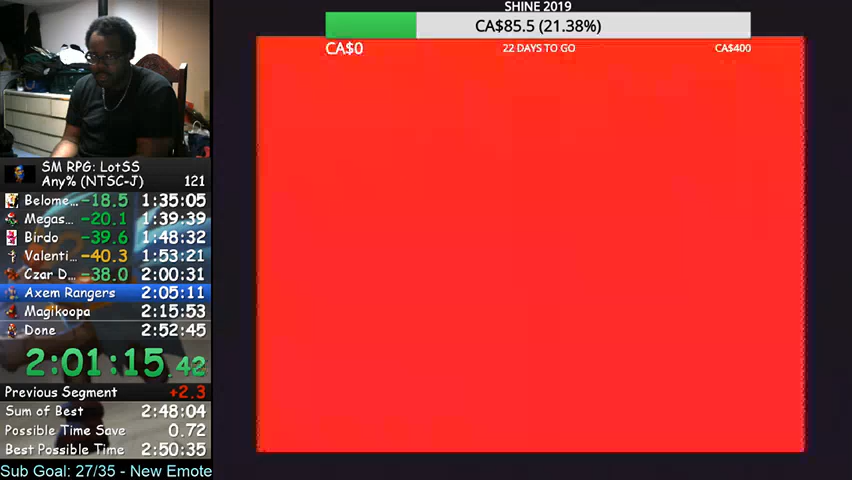 SHINE 2019
CA$85.5 (21.38%)
CA$0
22 DAYS TO GO
CA$400
SM RPG: LotSS
Any% (NTSC-J) 121
Belome... -18.5 1:35:05
Megas... -20.1 1:39:39
Birdo -39.6 1:48:32
Valenti... -40.3 1:53:21
Czar D... -38.0 2:00:31
Axem Rangers 2:05:11
Magikoopa 2:15:53
Done 2:52:45
2:01:15.42
Previous Segment +2.3
Sum of Best 2:48:04
Possible Time Save 0.72
Best Possible Time 2:50:35
Sub Goal: 27/35 - New Emote